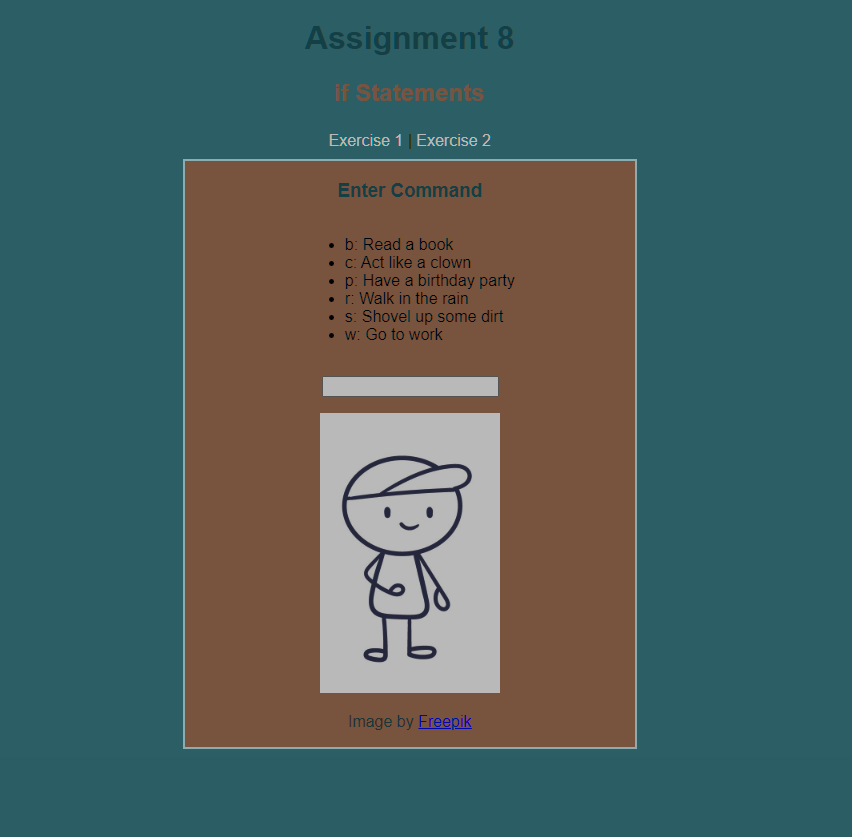 Assignment 8
if Statements
Exercise 1 | Exercise 2
Enter Command
b: Read a book
c: Act like a clown
p: Have a birthday party
r: Walk in the rain
s: Shovel up some dirt
w: Go to work
Image by Freepik